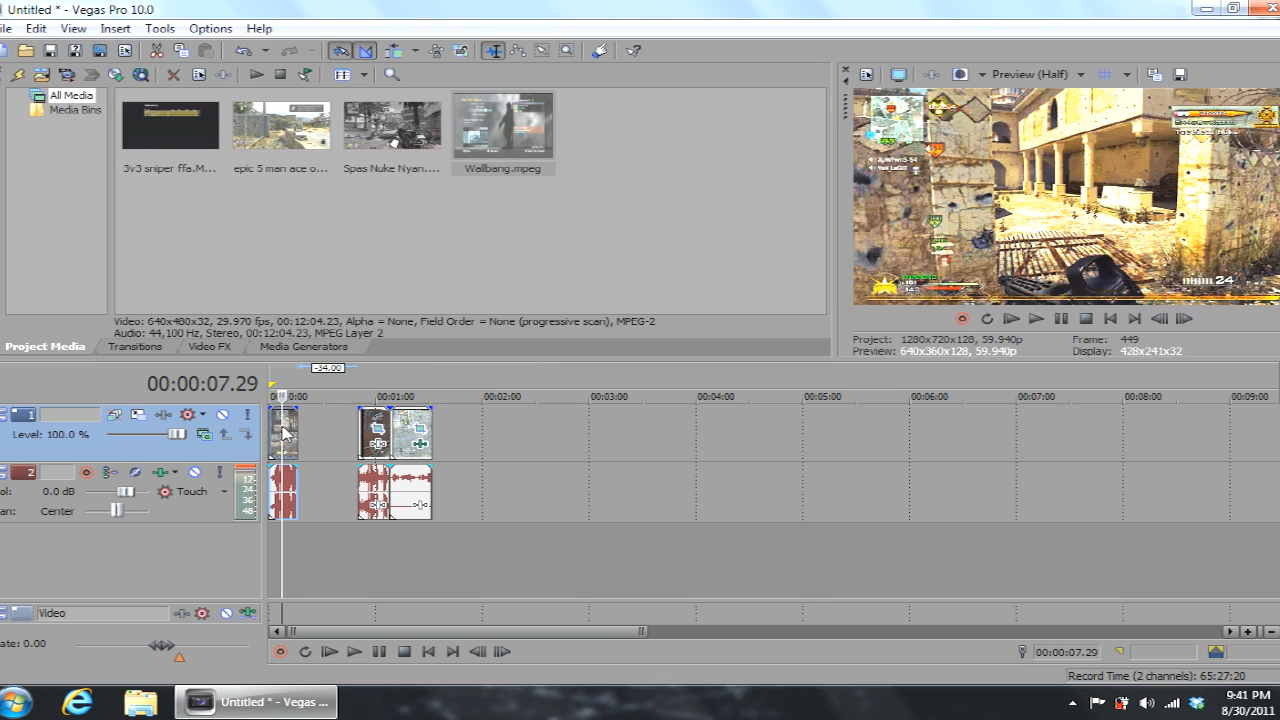 Untitled * - Vegas Pro 10.0
ile Edit View Insert Tools Options Help
All Media
Media Bins
3v3 sniper ffa.M... epic 5 man ace o... Spas Nuke Nyan.... Wallbang.mpeg
Preview (Half)
24
Video: 640x480x32, 29.970 fps, 00:12:04.23, Alpha = None, Field Order = None (progressive scan), MPEG-2
Audio: 44,100 Hz, Stereo, 00:12:04.23, MPEG Layer 2
Project Media Transitions Video FX Media Generators
Project: 1280x720x128, 59.940p Frame: 449
Preview: 640x360x128, 59.940p Display: 428x241x32
-34.00
00:00:07.29
0:00 00:01:00 00:02:00 00:03:00 00:04:00 00:05:00 00:06:00 00:07:00 00:08:00 00:09:00
1
Level: 100.0 %
2
ol: 0.0 dB Touch
an: Center
12
24
36
48
Video
ate: 0.00
00:00:07.29
Record Time (2 channels): 65:27:20
Untitled * - Vegas ...
9:41 PM
8/30/2011